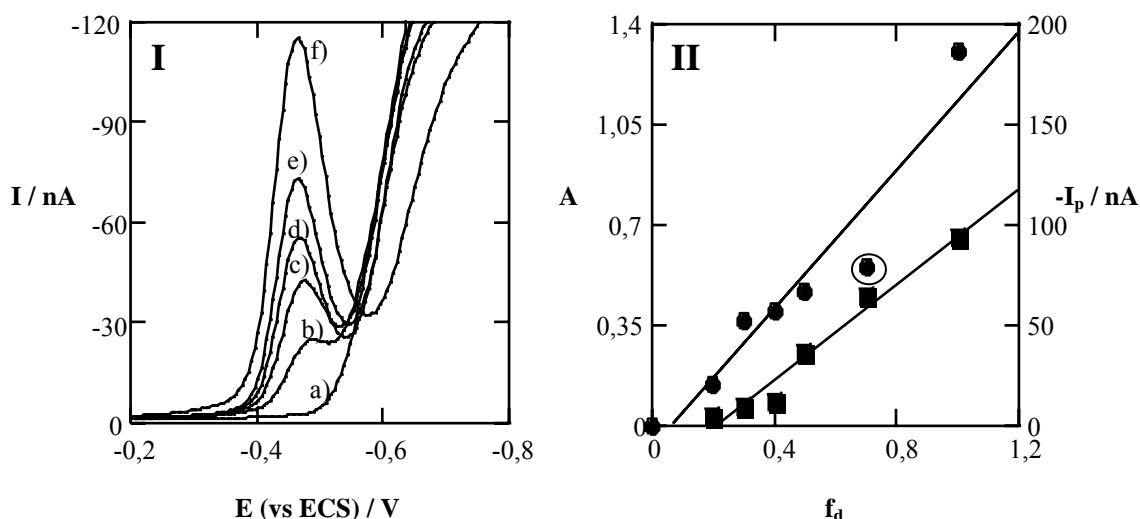 I
-120
-90
-60
-30
0
I / nA
f)
e)
d)
c)
b)
a)
-0,2
-0,4
-0,6
-0,8
E (vs ECS) / V
II
1,4
1,05
0,7
0,35
0
A
200
150
100
50
0
-Ip / nA
0
0,4
0,8
1,2
fd